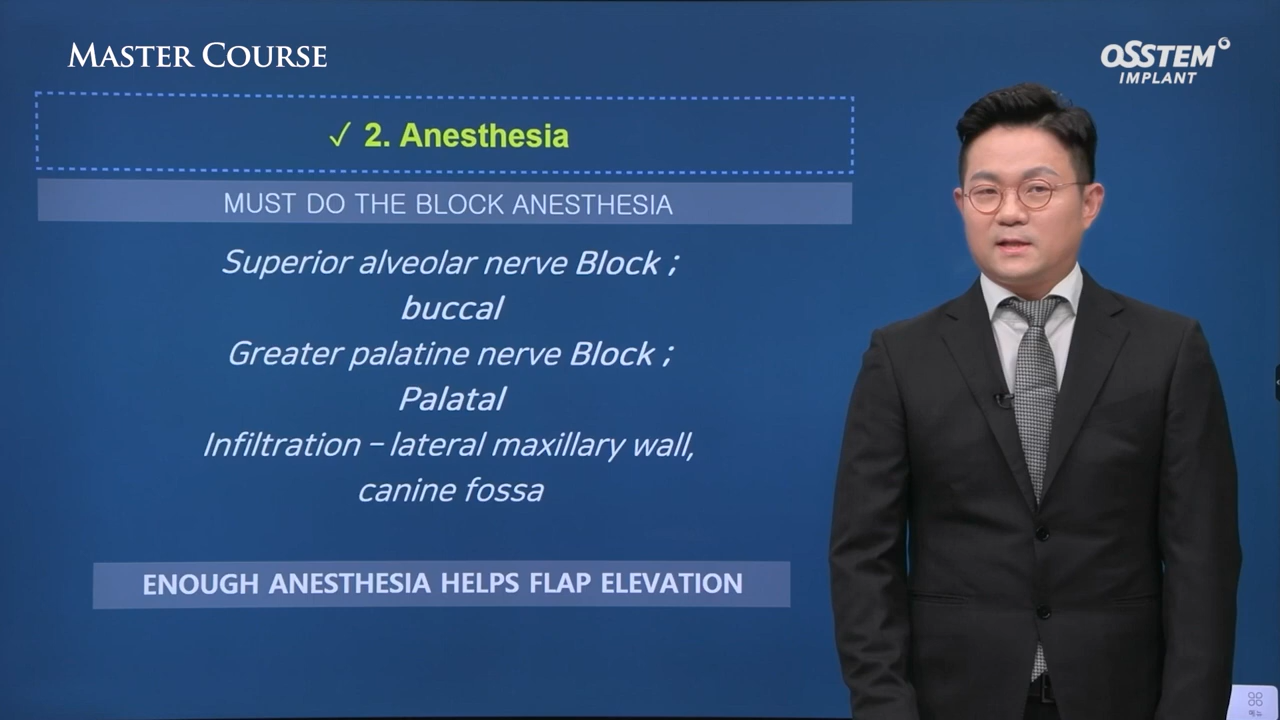 MASTER COURSE
OSSTEM
IMPLANT
✓ 2. Anesthesia
MUST DO THE BLOCK ANESTHESIA
Superior alveolar nerve Block ;
buccal
Greater palatine nerve Block ;
Palatal
Infiltration – lateral maxillary wall,
canine fossa
ENOUGH ANESTHESIA HELPS FLAP ELEVATION